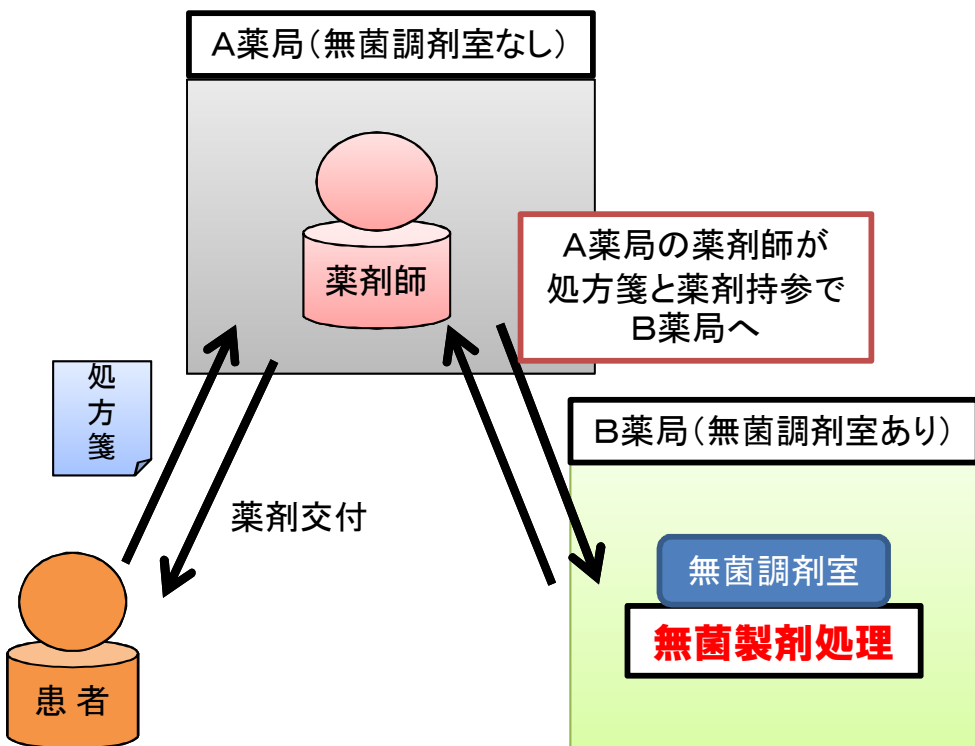 A薬局（無菌調剤室なし）
薬剤師
A薬局の薬剤師が
処方箋と薬剤持参で
B薬局へ
処
方
箋
B薬局（無菌調剤室あり）
薬剤交付
無菌調剤室
無菌製剤処理
患 者